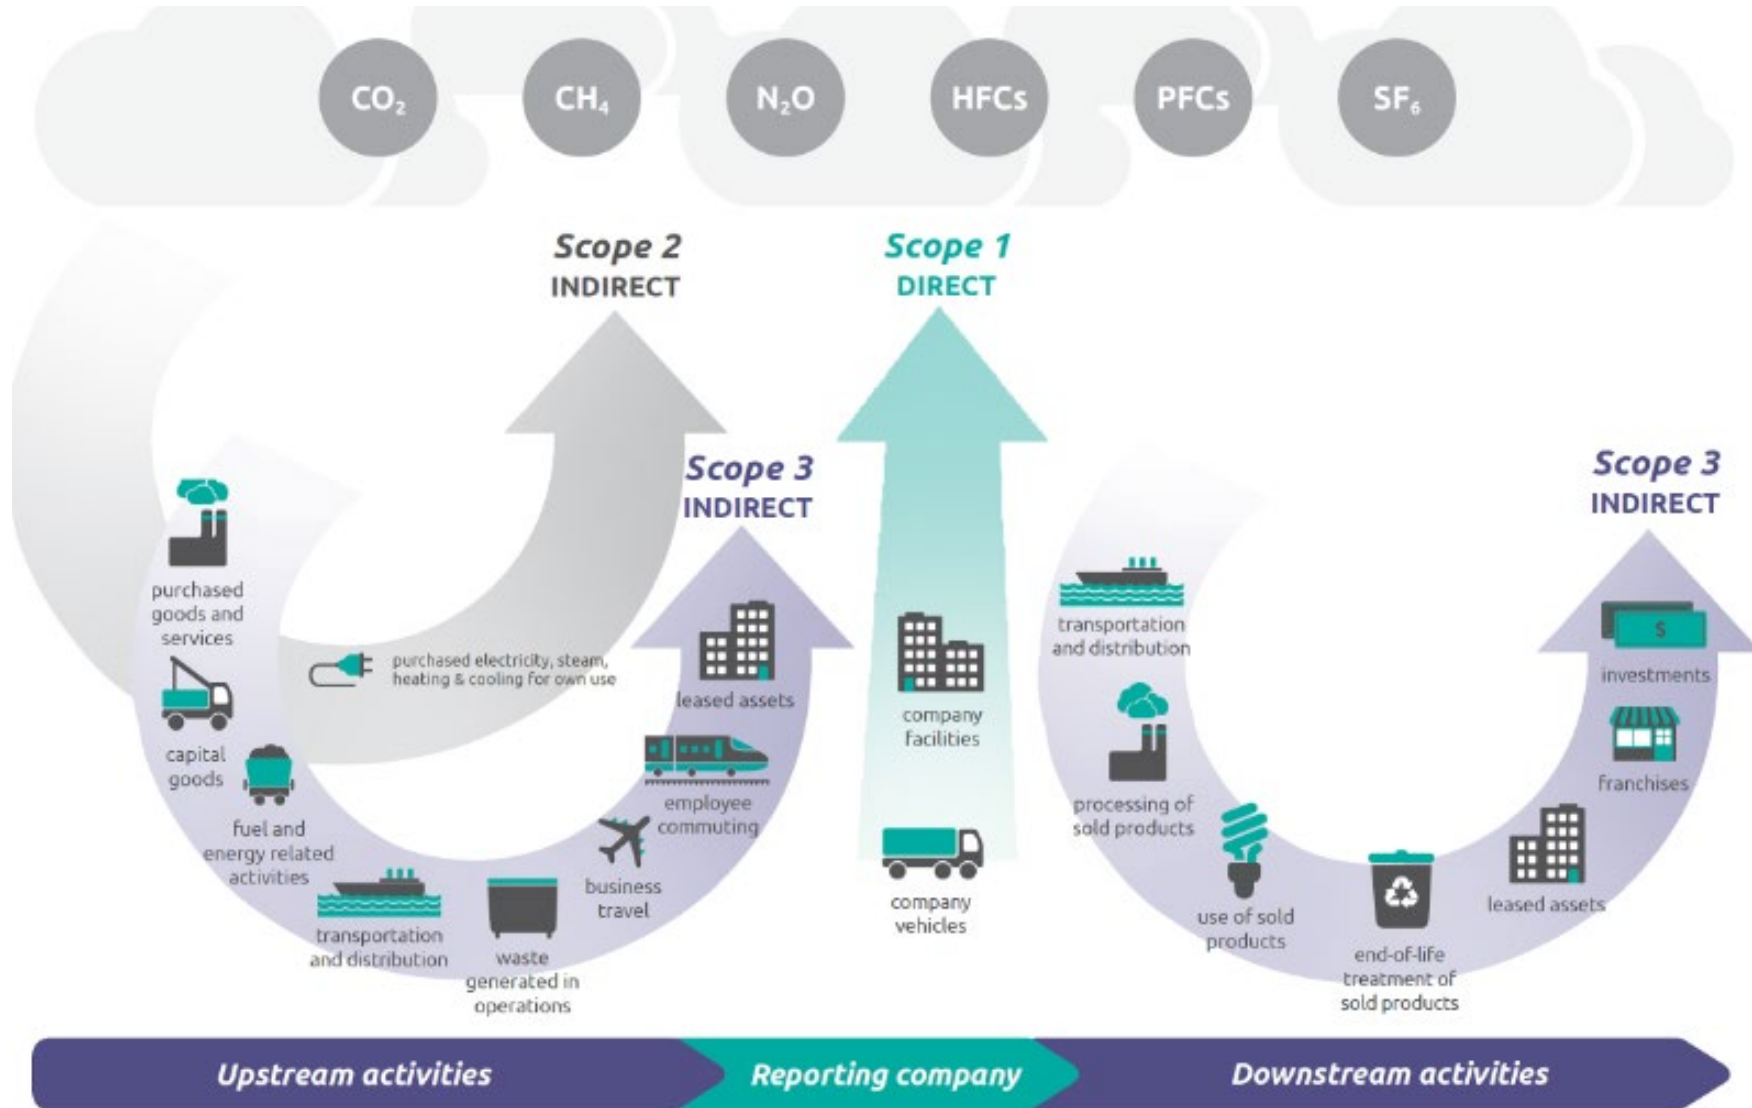 CO₂
CH₄
N₂O
HFCs
PFCs
SF₆
Scope 2
INDIRECT
Scope 1
DIRECT
Scope 3
INDIRECT
Scope 3
INDIRECT
purchased
goods and
services
capital
goods
fuel and
energy related
activities
transportation
and distribution
waste
generated in
operations
business
travel
employee
commuting
leased assets
purchased electricity, steam,
heating & cooling for own use
company
facilities
company
vehicles
transportation
and distribution
processing of
sold products
use of sold
products
end-of-life
treatment of
sold products
leased assets
franchises
$
investments
Upstream activities
Reporting company
Downstream activities